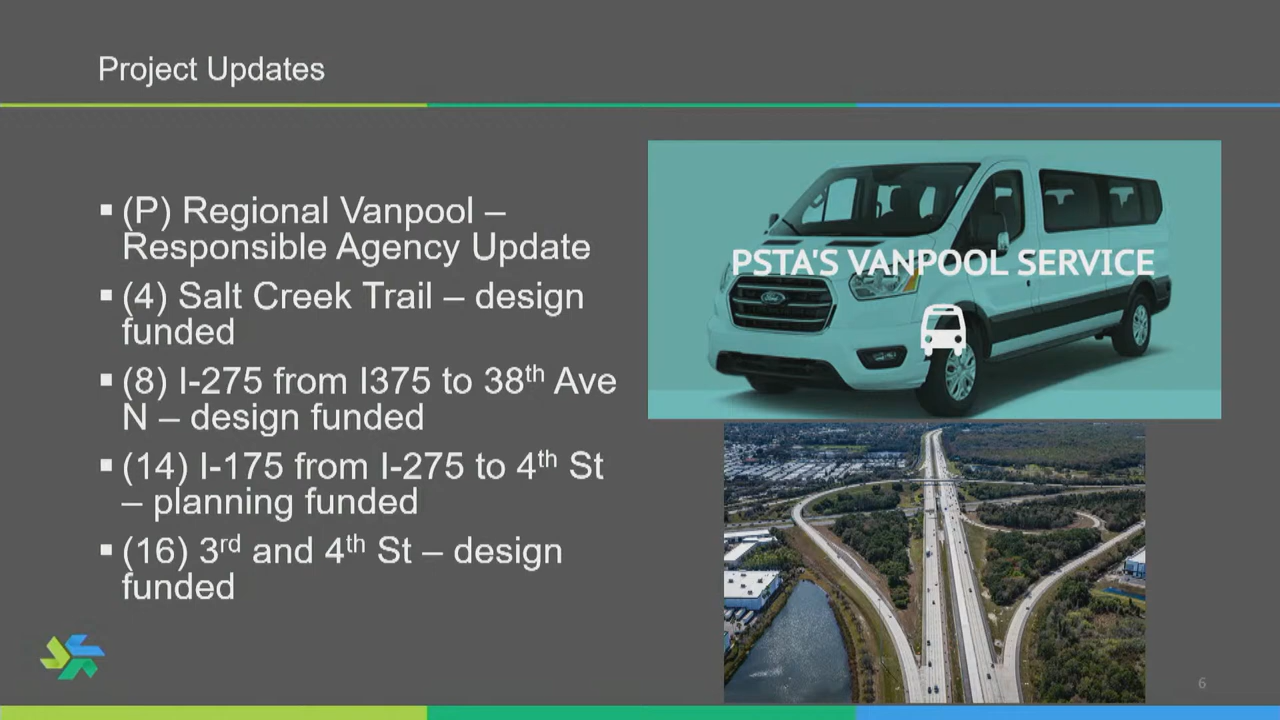 Project Updates
▪ (P) Regional Vanpool –
Responsible Agency Update
▪ (4) Salt Creek Trail – design
funded
▪ (8) I-275 from I375 to 38th Ave
N – design funded
▪ (14) I-175 from I-275 to 4th St
– planning funded
▪ (16) 3rd and 4th St – design
funded
PSTA'S VANPOOL SERVICE
Ford
6